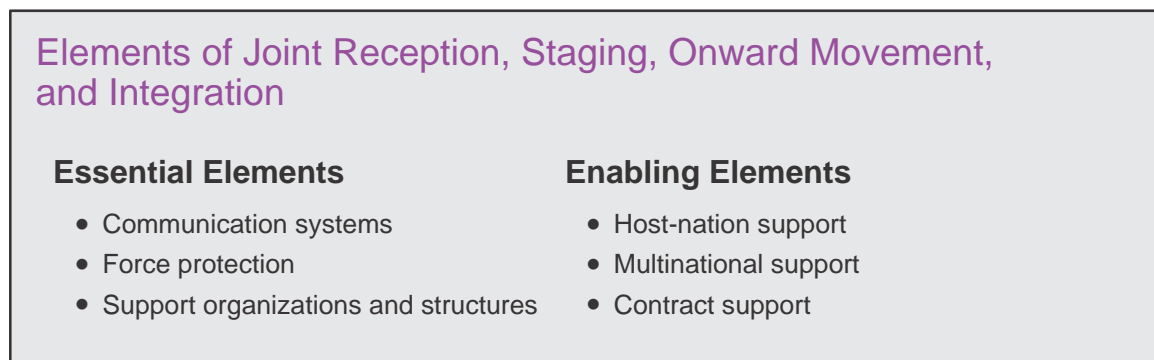 Elements of Joint Reception, Staging, Onward Movement,
and Integration
Essential Elements
• Communication systems
• Force protection
• Support organizations and structures
Enabling Elements
• Host-nation support
• Multinational support
• Contract support